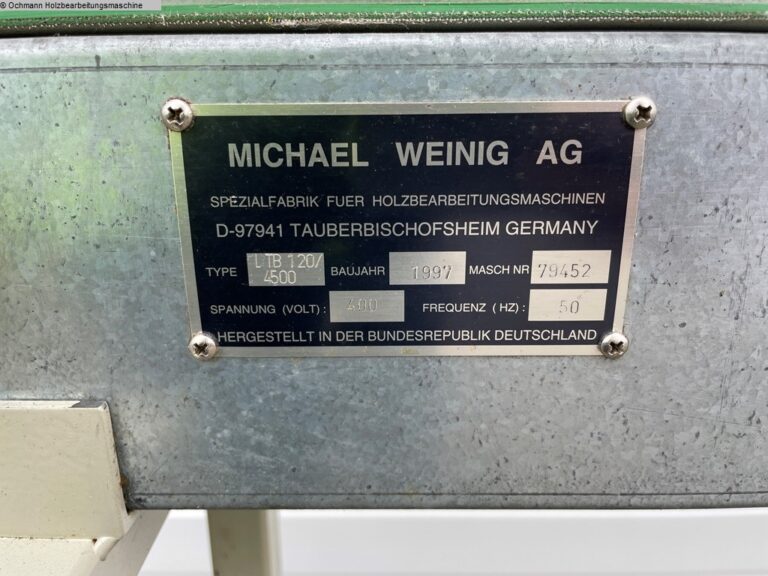 © Ochmann Holzbearbeitungsmaschine
MICHAEL WEINIG AG
SPEZIALFABRIK FUER HOLZBEARBEITUNGSMASCHINEN
D-97941 TAUBERBISCHOFSHEIM GERMANY
TYPE LTB 120/ 4500 BAUJAHR 1997 MASCH NR 79452
SPANNUNG (VOLT): 400 FREQUENZ (HZ): 50
HERGESTELLT IN DER BUNDESREPUBLIK DEUTSCHLAND